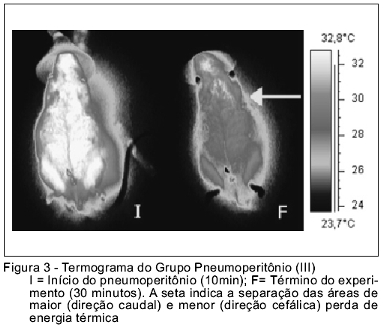 32,8°C
32
30
28
26
24
23,7°C
I
F
Figura 3 - Termograma do Grupo Pneumoperitônio (III)
I = Início do pneumoperitônio (10min); F= Término do experi-
mento (30 minutos). A seta indica a separação das áreas de
maior (direção caudal) e menor (direção cefálica) perda de
energia térmica